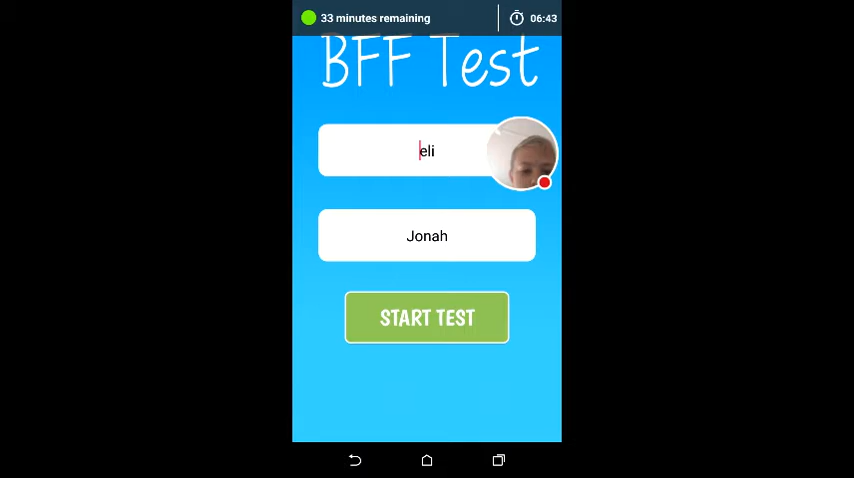 33 minutes remaining
06:43
BFF Test
eli
Jonah
START TEST